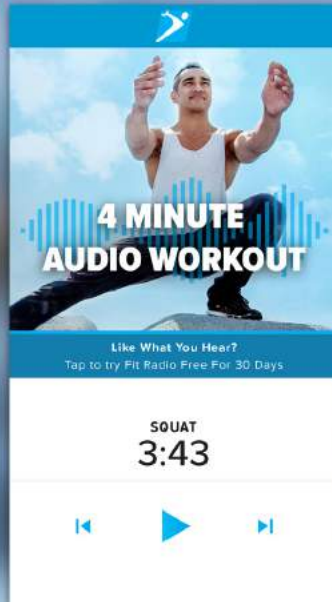 4 MINUTE
AUDIO WORKOUT
Like What You Hear?
Tap to try Fit Radio Free For 30 Days
SQUAT
3:43